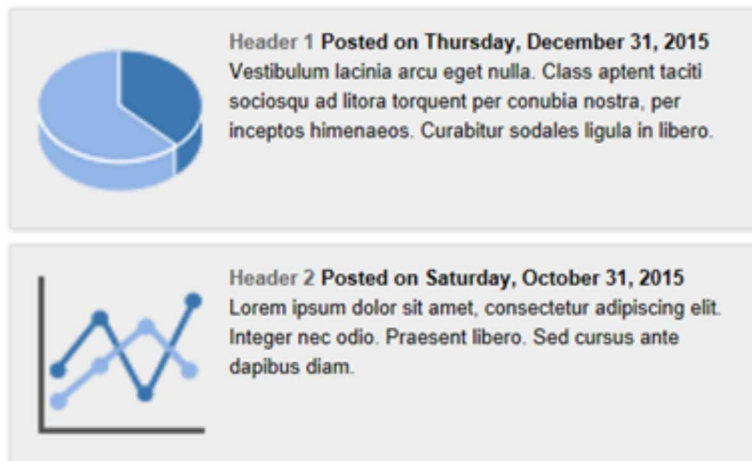 Header 1 Posted on Thursday, December 31, 2015
Vestibulum lacinia arcu eget nulla. Class aptent taciti
sociosqu ad litora torquent per conubia nostra, per
inceptos himenaeos. Curabitur sodales ligula in libero.
Header 2 Posted on Saturday, October 31, 2015
Lorem ipsum dolor sit amet, consectetur adipiscing elit.
Integer nec odio. Praesent libero. Sed cursus ante
dapibus diam.